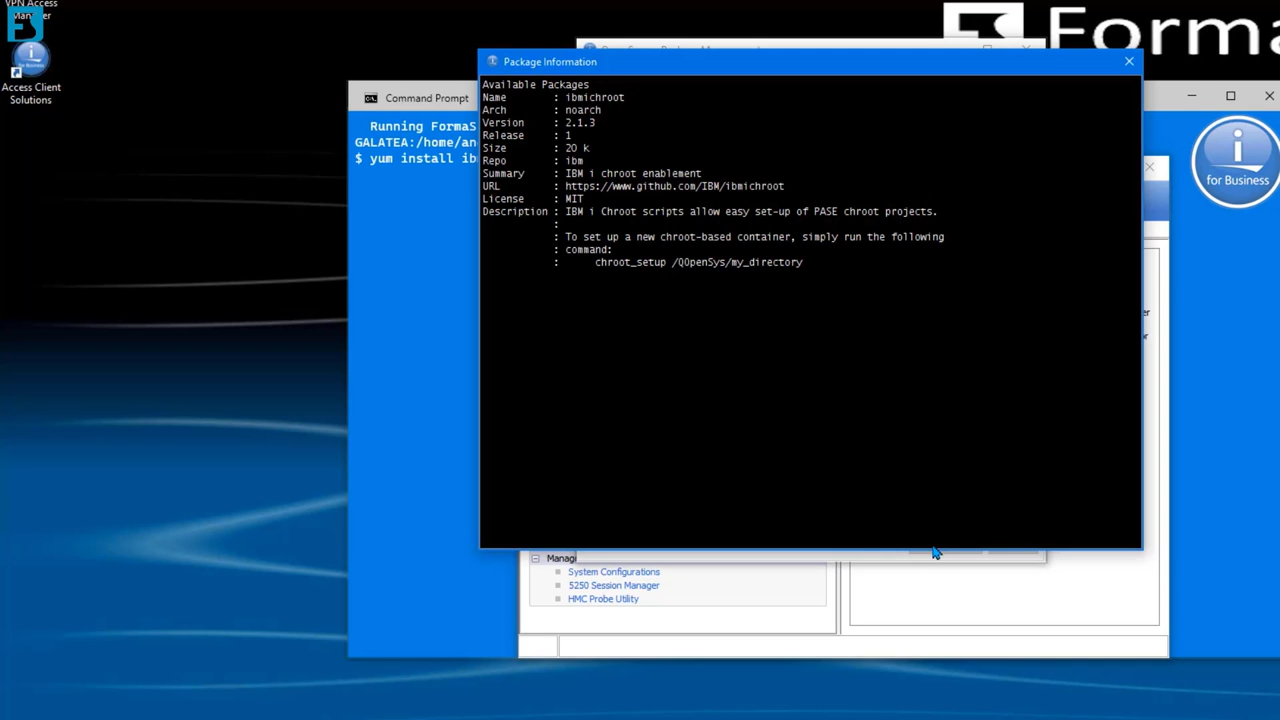 VPN Access
Manager
Access Client
Solutions
for Business
Forma
Command Prompt
Running FormaS
GALATEA:/home/an
$ yum install ib
Package Information
Available Packages
Name : ibmichroot
Arch : noarch
Version : 2.1.3
Release : 1
Size : 20 k
Repo : ibm
Summary : IBM i chroot enablement
URL : https://www.github.com/IBM/ibmichroot
License : MIT
Description : IBM i Chroot scripts allow easy set-up of PASE chroot projects.
:
: To set up a new chroot-based container, simply run the following
: command:
: chroot_setup /QOpenSys/my_directory
for Business
Managi
System Configurations
5250 Session Manager
HMC Probe Utility